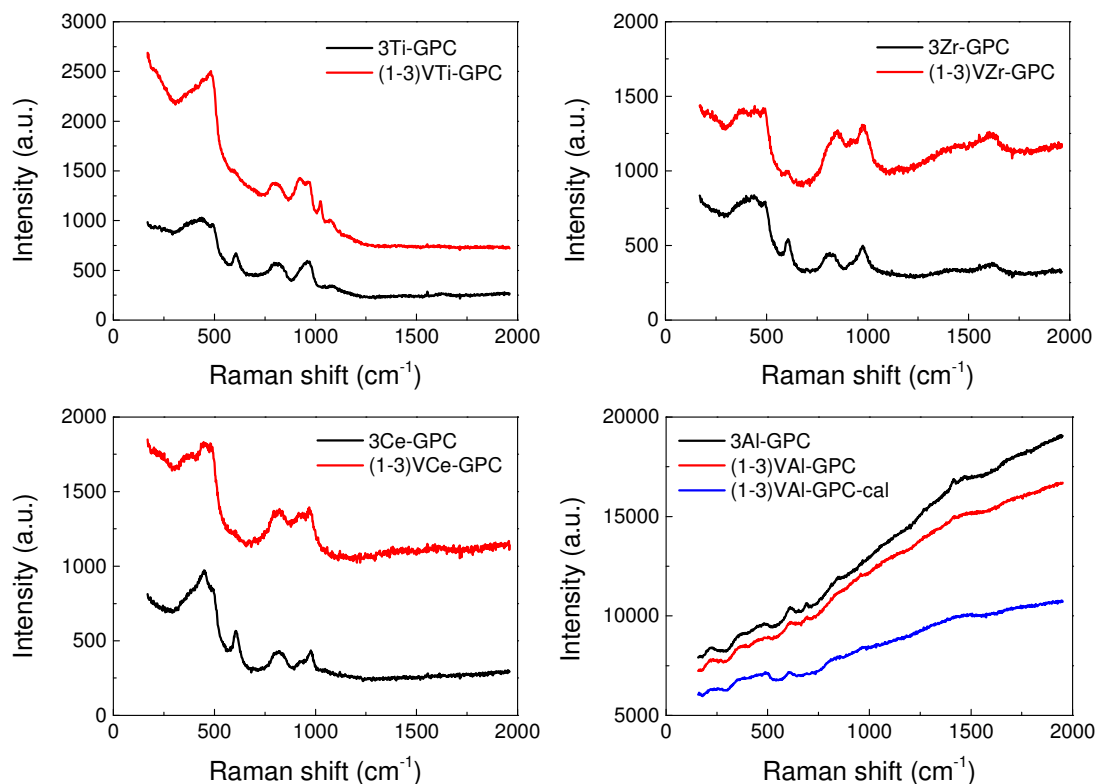 3000
2500
2000
1500
1000
500
0
Intensity (a.u.)
3Ti-GPC
(1-3)VTi-GPC
0 500 1000 1500 2000
Raman shift (cm⁻¹)
2000
1500
1000
500
0
Intensity (a.u.)
3Zr-GPC
(1-3)VZr-GPC
0 500 1000 1500 2000
Raman shift (cm⁻¹)
2000
1500
1000
500
0
Intensity (a.u.)
3Ce-GPC
(1-3)VCe-GPC
0 500 1000 1500 2000
Raman shift (cm⁻¹)
20000
15000
10000
5000
Intensity (a.u.)
3Al-GPC
(1-3)VAl-GPC
(1-3)VAl-GPC-cal
0 500 1000 1500 2000
Raman shift (cm⁻¹)